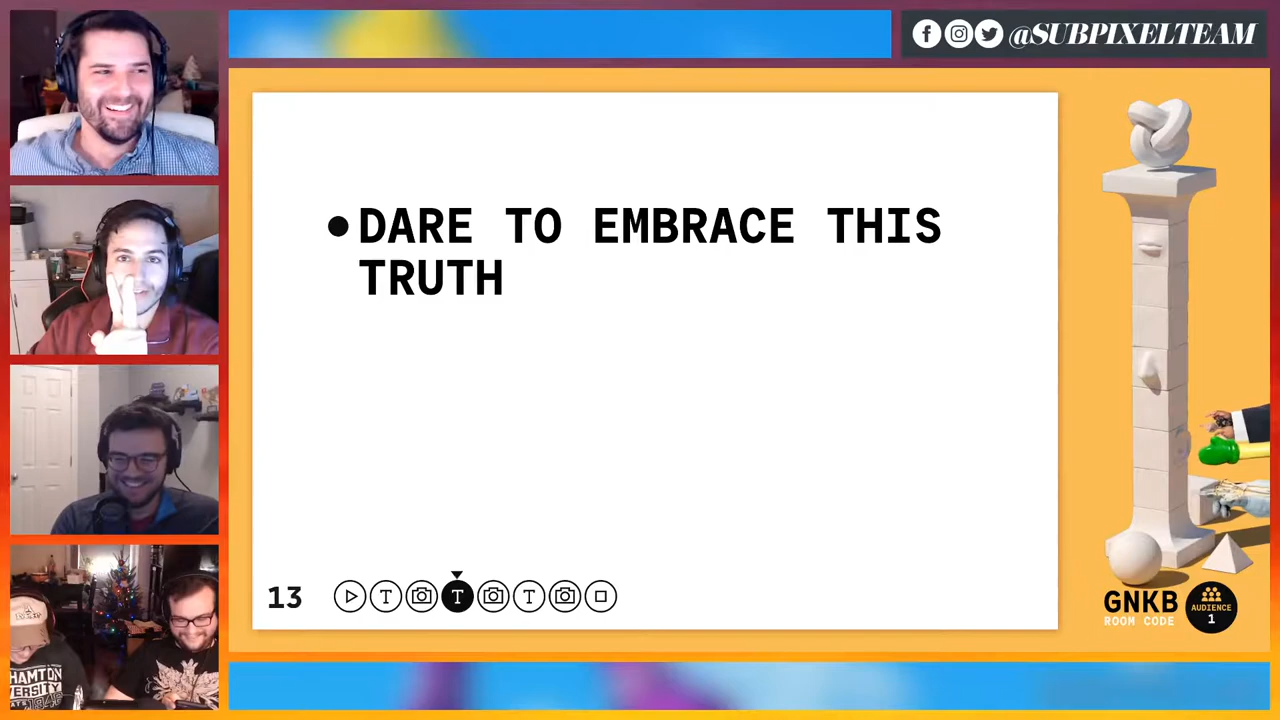 @SUBPIXELTEAM
• DARE TO EMBRACE THIS
TRUTH
13
T
T
T
GNKB
ROOM CODE
AUDIENCE
1